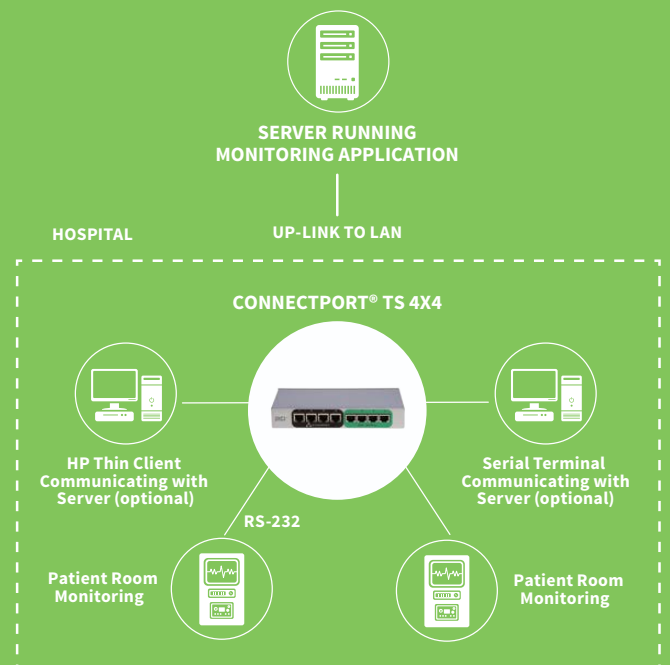 SERVER RUNNING
MONITORING APPLICATION
HOSPITAL
UP-LINK TO LAN
CONNECTPORT® TS 4X4
HP Thin Client
Communicating with
Server (optional)
Serial Terminal
Communicating with
Server (optional)
RS-232
Patient Room
Monitoring
Patient Room
Monitoring